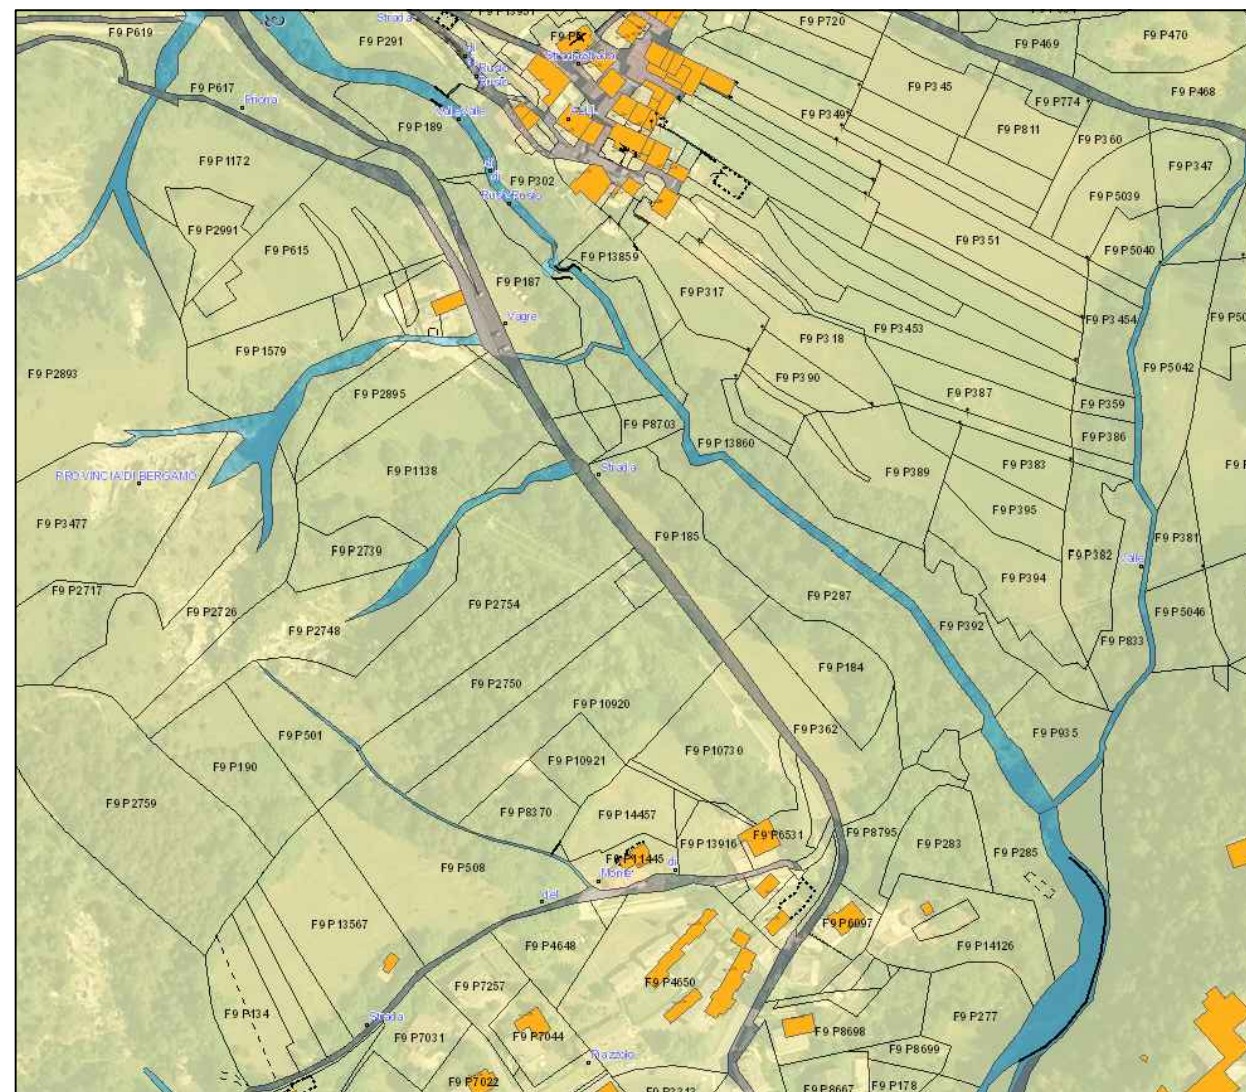 F9 P619
F9 P291
Strada
F9 P720
F9 P469
F9 P470
F9 P617
Priorra
F9 P189
F9 P349
F9 P345
F9 P774
F9 P468
F9 P811
F9 P360
F9 P1172
F9 P302
F9 P347
F9 P5039
F9 P2991
F9 P615
F9 P187
F9 P13859
F9 P351
F9 P5040
F9 P317
F9 P3454
Vagre
F9 P3453
F9 P318
F9 P1579
F9 P2893
F9 P390
F9 P5042
F9 P2895
F9 P387
F9 P359
F9 P8703
F9 P13860
F9 P386
PROVINCIA DI BERGAMO
F9 P1138
Strada
F9 P389
F9 P383
F9 P395
F9 P3477
F9 P185
F9 P381
F9 P2739
F9 P382
Valle
F9 P394
F9 P2717
F9 P2726
F9 P2754
F9 P287
F9 P5046
F9 P2748
F9 P392
F9 P833
F9 P184
F9 P2750
F9 P10920
F9 P501
F9 P362
F9 P935
F9 P190
F9 P10921
F9 P10730
F9 P2759
F9 P8370
F9 P14457
F9 P13916
F9 P6531
F9 P8795
F9 P283
F9 P285
F9 P11445
F9 P508
Monte
di
del
F9 P13567
F9 P6097
F9 P4648
F9 P14126
F9 P7257
F9 P4650
F9 P134
Strada
F9 P277
F9 P7031
F9 P7044
F9 P8698
Piazzolo
F9 P8699
F9 P7022
F9 P8667
F9 P178